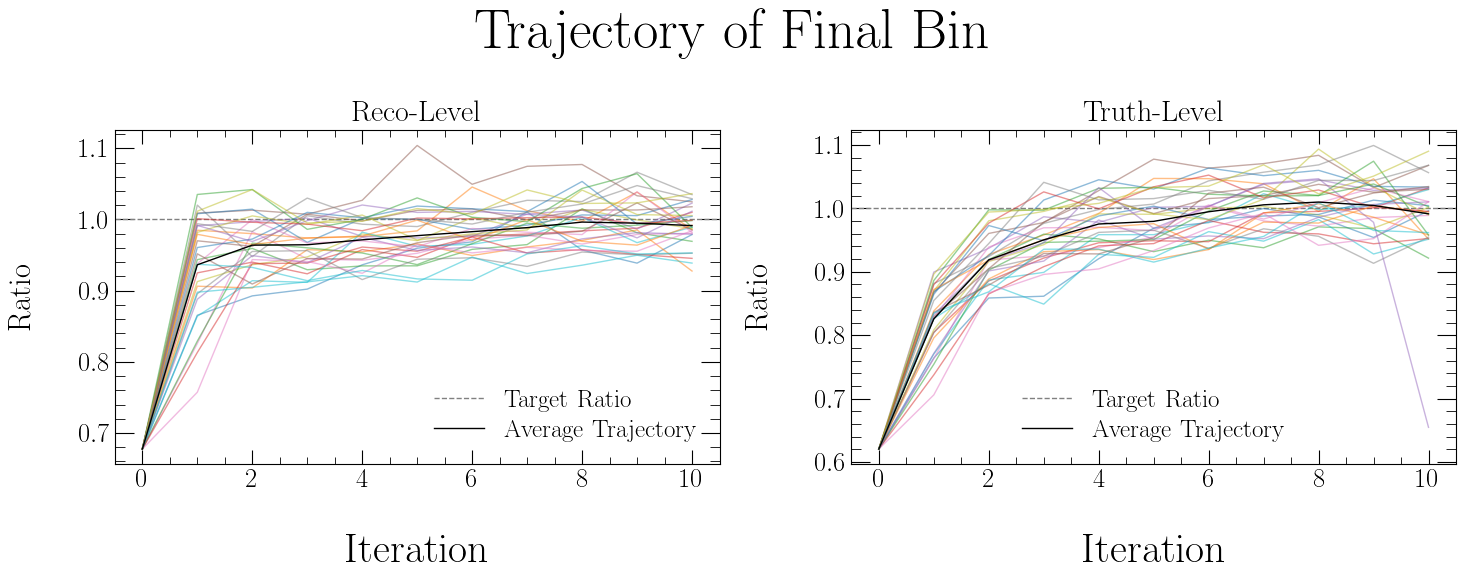 Trajectory of Final Bin
Reco-Level
Ratio
1.1
1.0
0.9
0.8
0.7
Target Ratio
Average Trajectory
0 2 4 6 8 10
Iteration
Truth-Level
Ratio
1.1
1.0
0.9
0.8
0.7
0.6
Target Ratio
Average Trajectory
0 2 4 6 8 10
Iteration